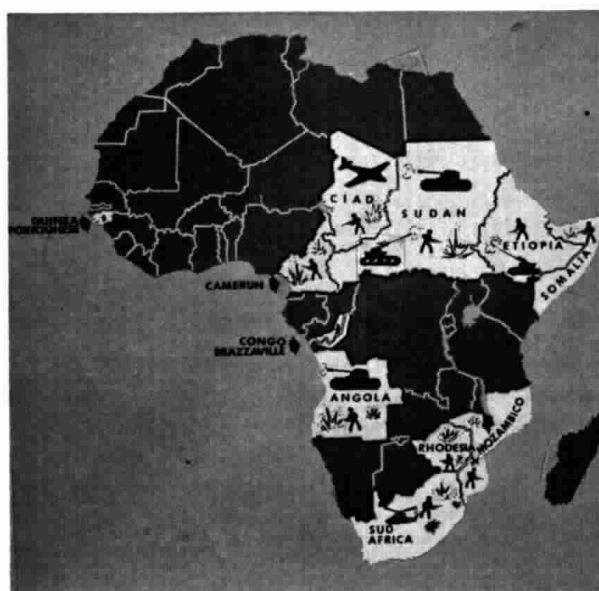 CIAD
SUDAN
GUINEA
PORTOGHESE
ETIOPIA
SOMALIA
CAMERUN
CONGO
BRAZZAVILLE
ANGOLA
MOZAMBICO
RHODESIA
SUD
AFRICA